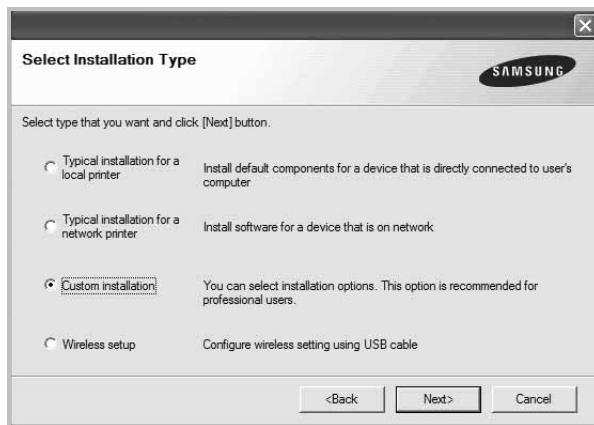 Select Installation Type
SAMSUNG
Select type that you want and click [Next] button.
Typical installation for a
local printer
Install default components for a device that is directly connected to user's
computer
Typical installation for a
network printer
Install software for a device that is on network
Custom installation
You can select installation options. This option is recommended for
professional users.
Wireless setup
Configure wireless setting using USB cable
<Back
Next>
Cancel